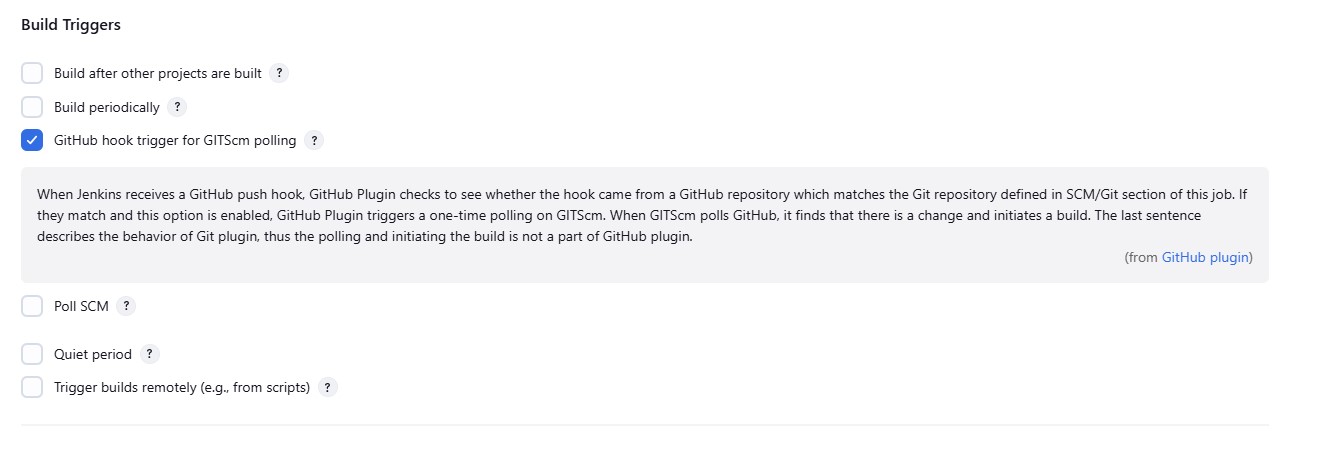 Build Triggers
Build after other projects are built ?
Build periodically ?
GitHub hook trigger for GITScm polling ?
When Jenkins receives a GitHub push hook, GitHub Plugin checks to see whether the hook came from a GitHub repository which matches the Git repository defined in SCM/Git section of this job. If
they match and this option is enabled, GitHub Plugin triggers a one-time polling on GITScm. When GITScm polls GitHub, it finds that there is a change and initiates a build. The last sentence
describes the behavior of Git plugin, thus the polling and initiating the build is not a part of GitHub plugin.
(from GitHub plugin)
Poll SCM ?
Quiet period ?
Trigger builds remotely (e.g., from scripts) ?